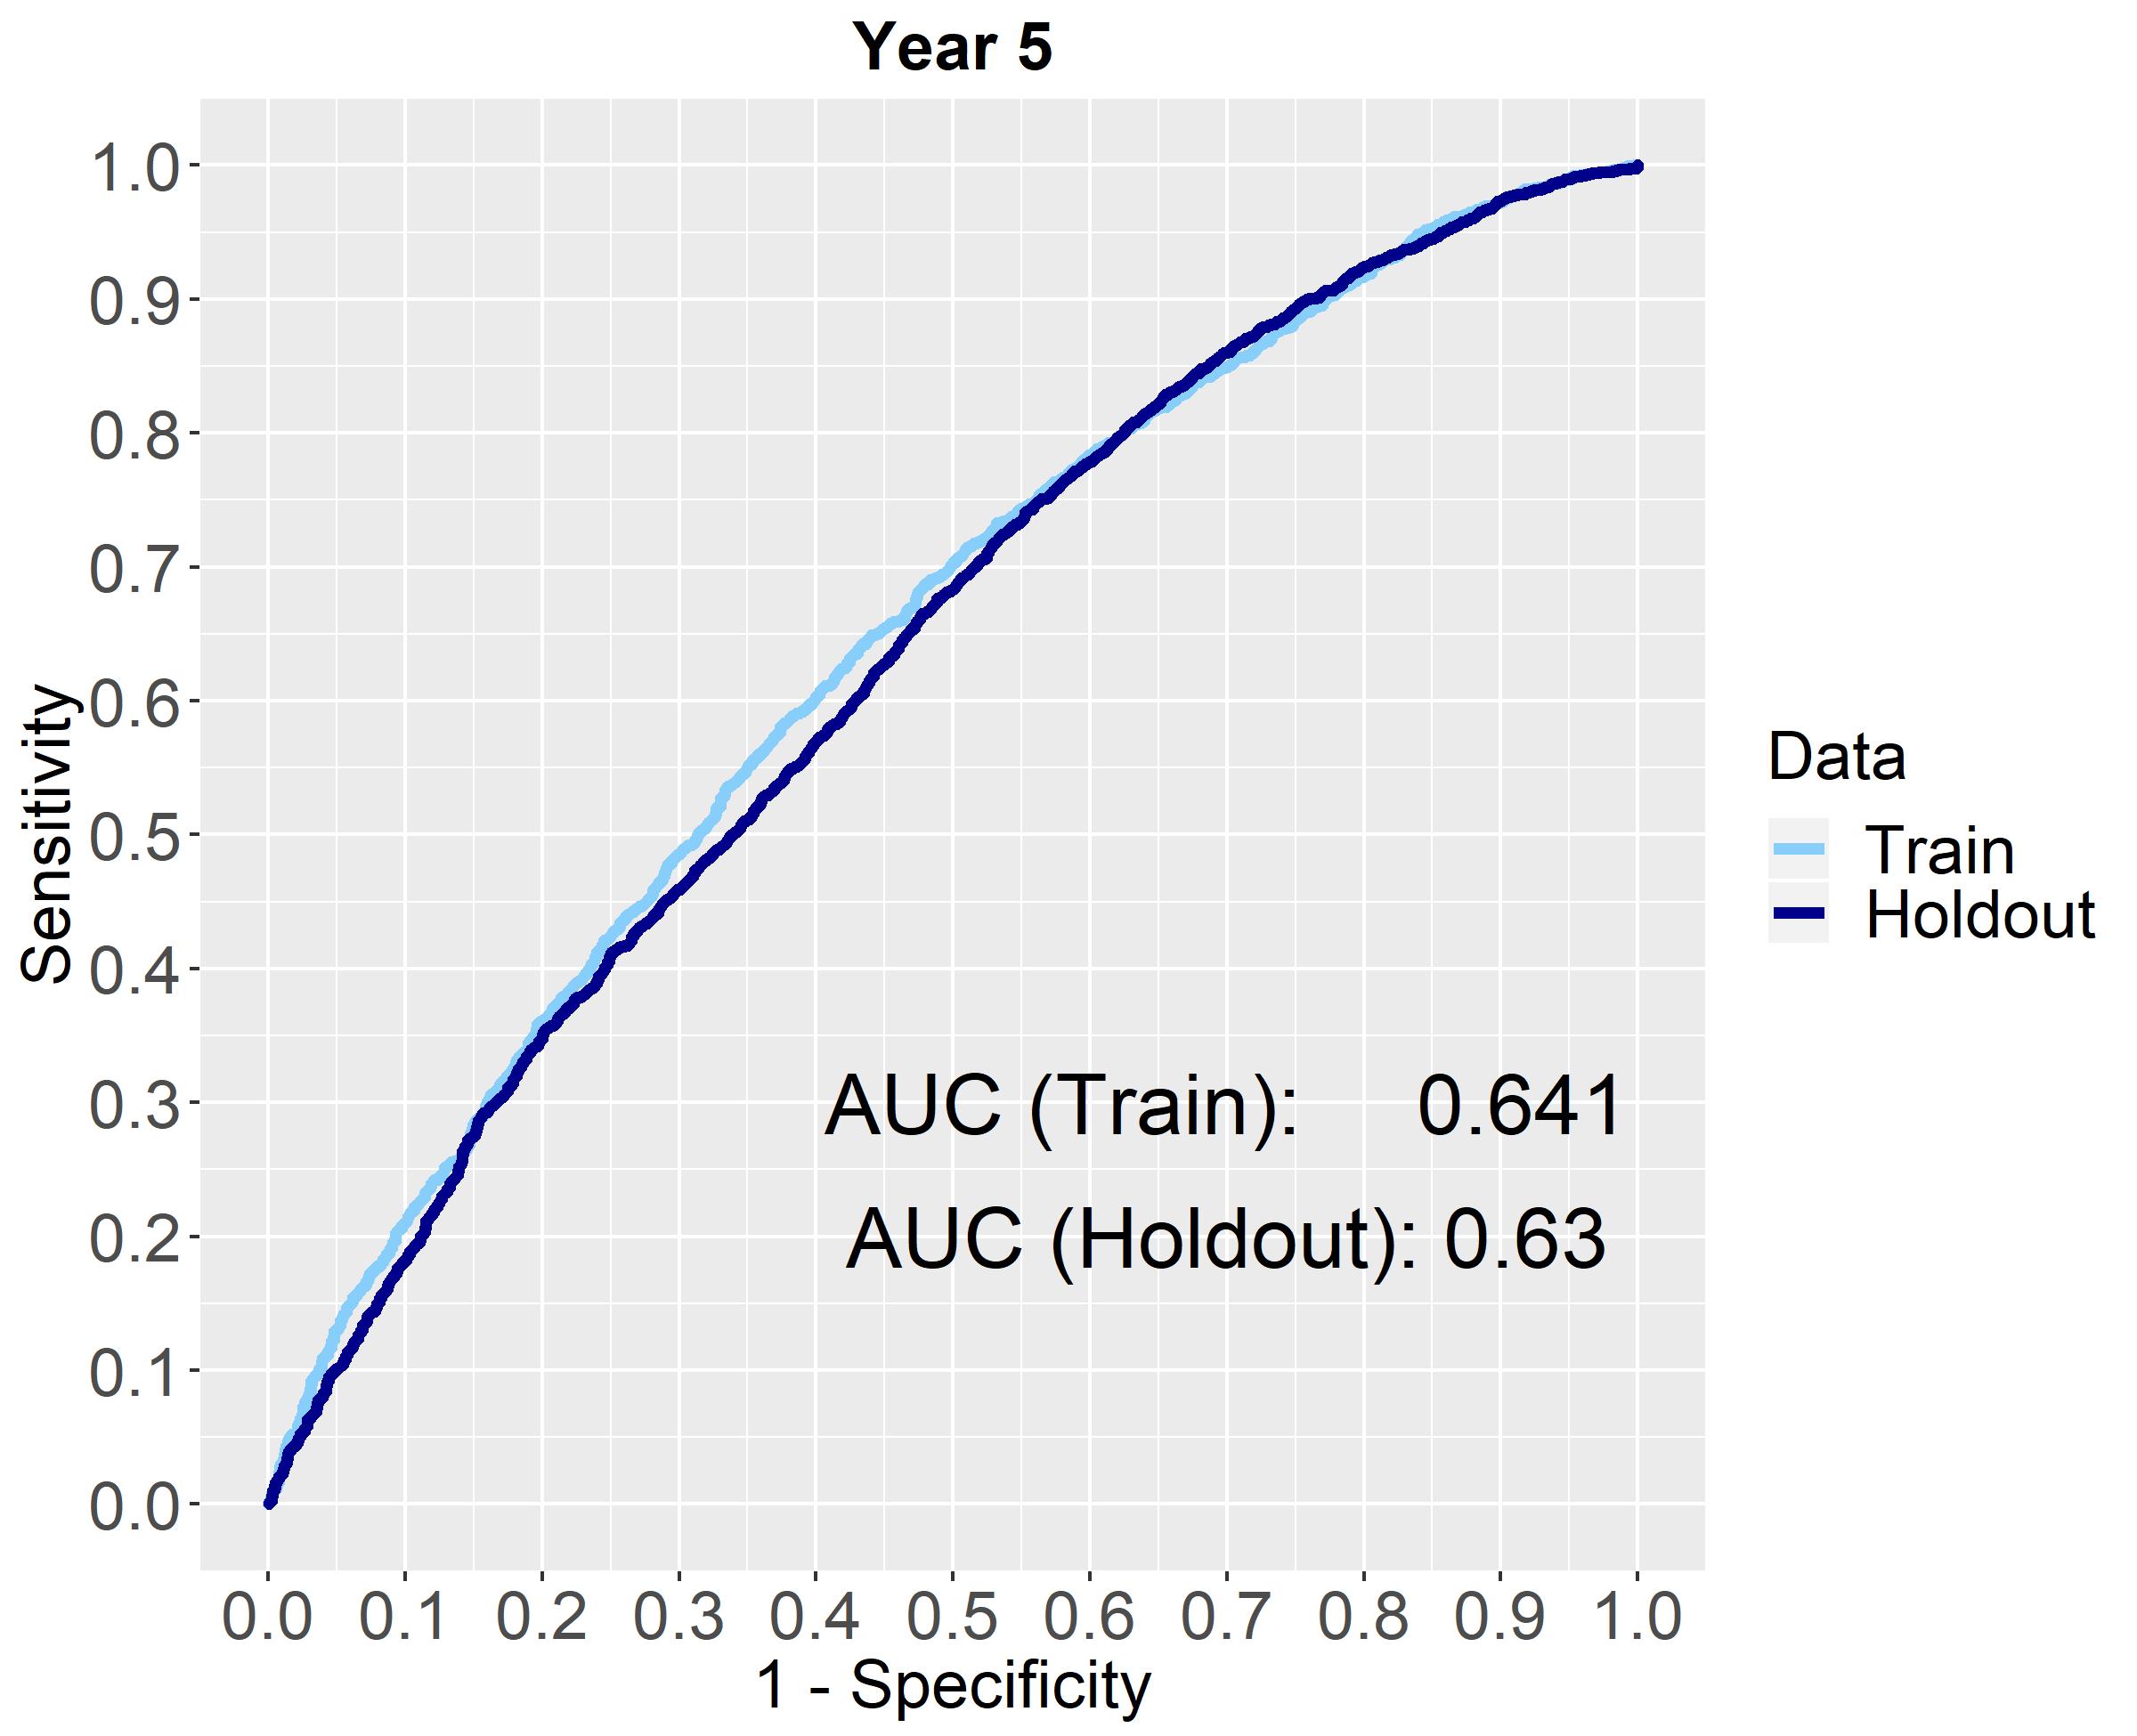 Year 5
Sensitivity
1.0
0.9
0.8
0.7
0.6
0.5
0.4
0.3
0.2
0.1
0.0
AUC (Train): 0.641
AUC (Holdout): 0.63
0.0 0.1 0.2 0.3 0.4 0.5 0.6 0.7 0.8 0.9 1.0
1 - Specificity
Data
Train
Holdout